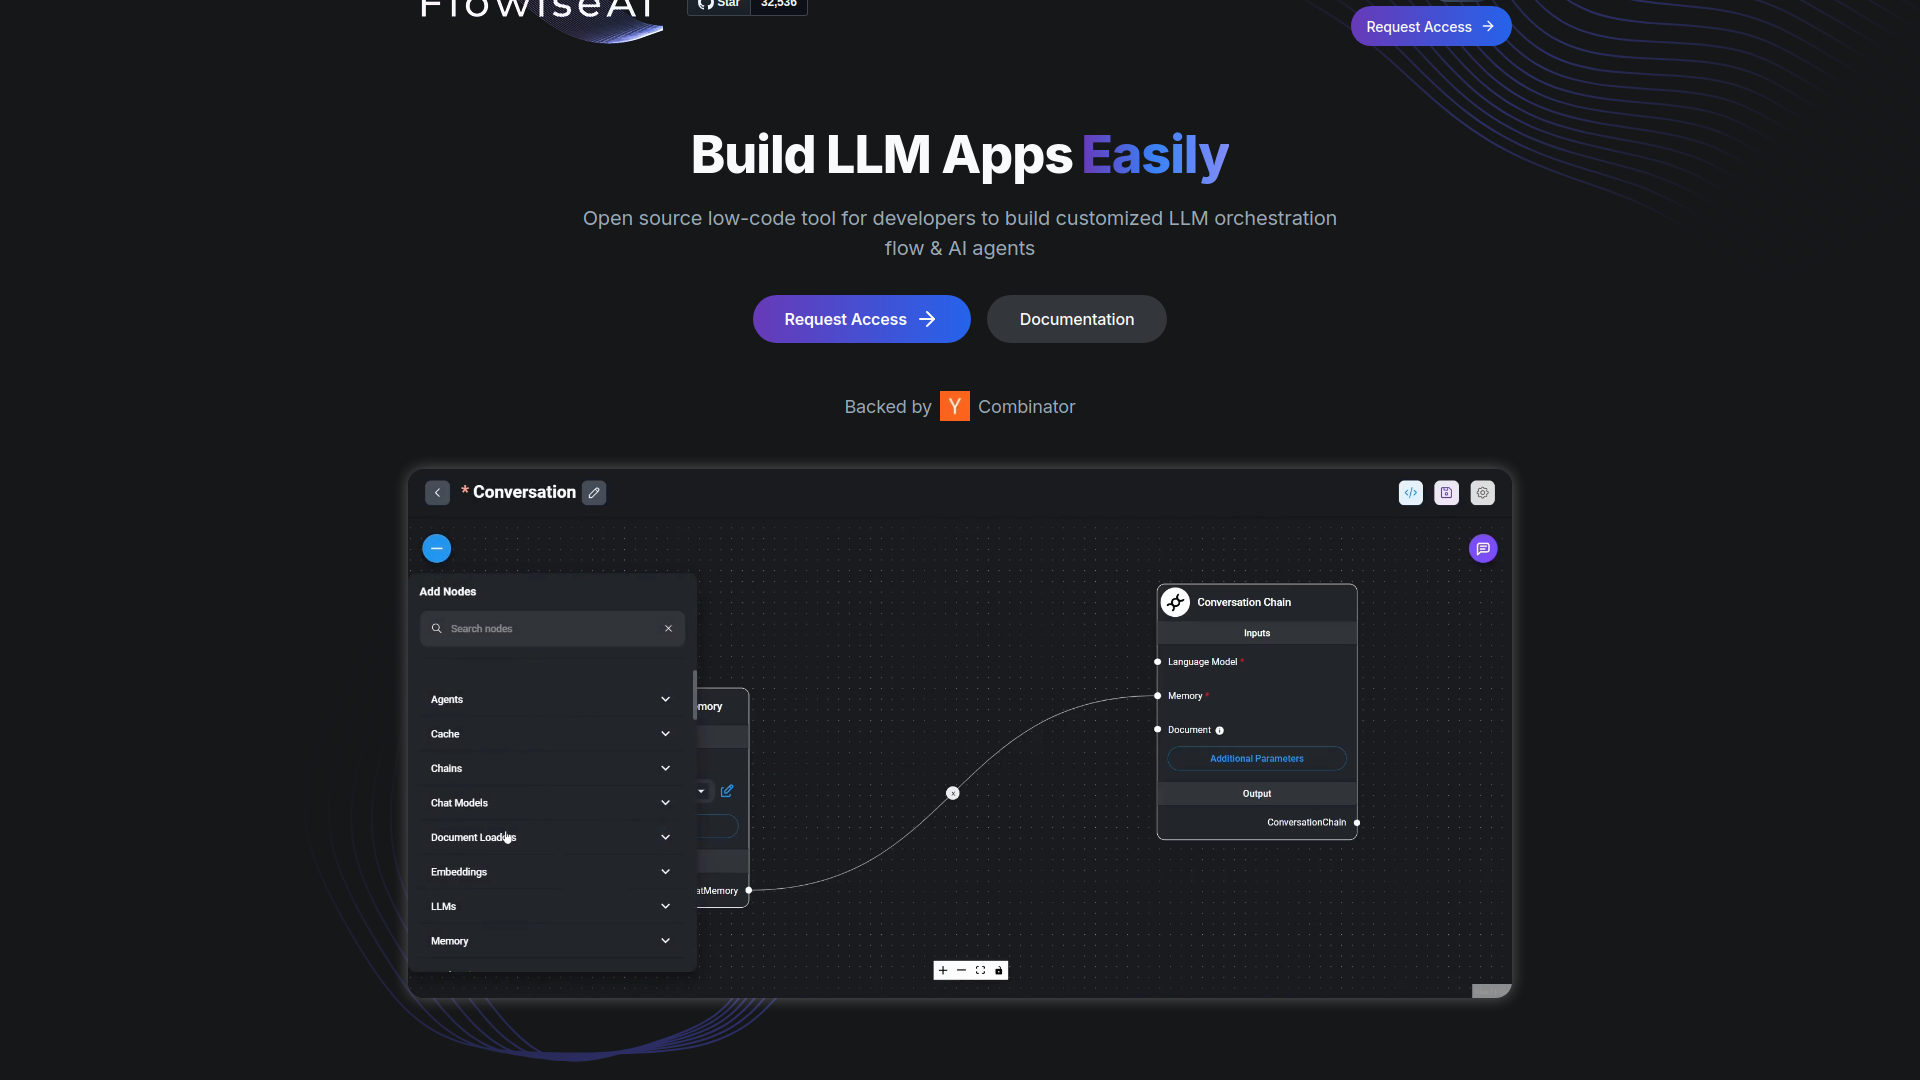 FlowiseAI
Star 32,536
Request Access
Build LLM Apps Easily
Open source low-code tool for developers to build customized LLM orchestration
flow & AI agents
Request Access
Documentation
Backed by Y Combinator
* Conversation
Add Nodes
Search nodes
Agents
Cache
Chains
Chat Models
Document Loaders
Embeddings
LLMs
Memory
emory
atMemory
Conversation Chain
Inputs
Language Model *
Memory *
Document
Additional Parameters
Output
ConversationChain